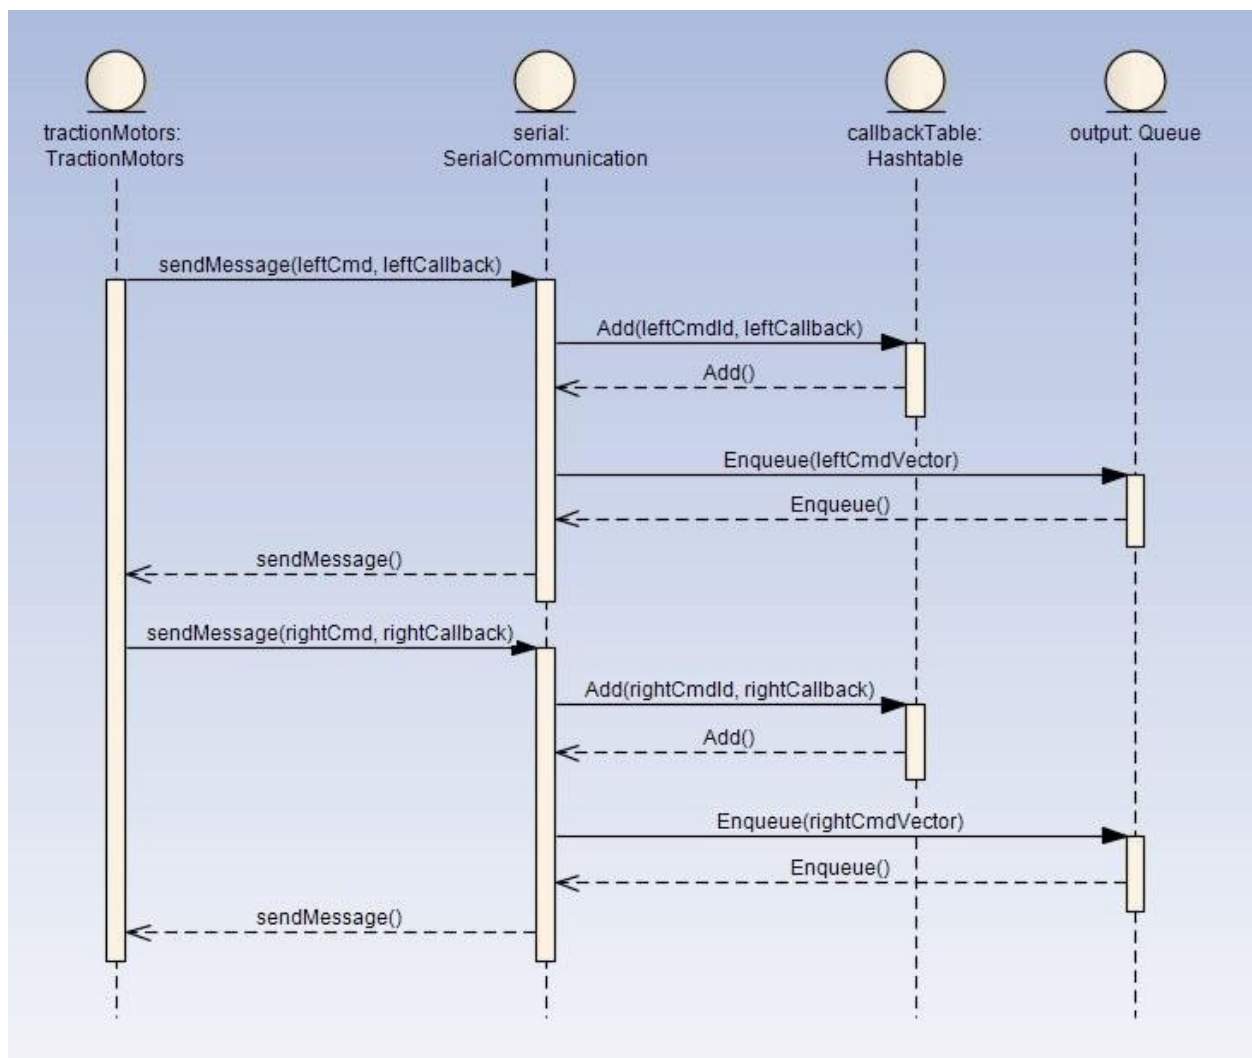 tractionMotors:
TractionMotors
serial:
SerialCommunication
callbackTable:
Hashtable
output: Queue
sendMessage(leftCmd, leftCallback)
Add(leftCmdId, leftCallback)
Add()
Enqueue(leftCmdVector)
Enqueue()
sendMessage()
sendMessage(rightCmd, rightCallback)
Add(rightCmdId, rightCallback)
Add()
Enqueue(rightCmdVector)
Enqueue()
sendMessage()